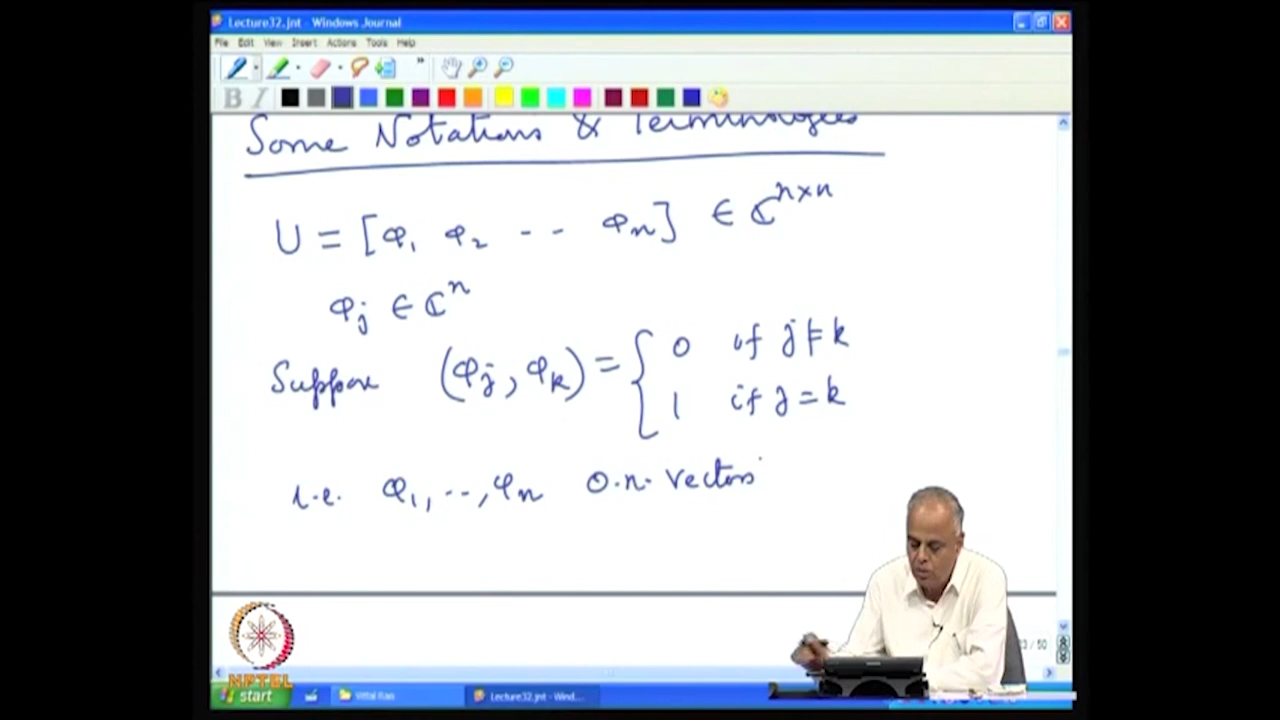 Lecture32.jnt - Windows Journal
File Edit View Insert Actions Tools Help
B I
Some Notations & Terminologies
U = [φ₁ φ₂ -- φₙ] ∈ ℂⁿˣⁿ
φⱼ ∈ ℂⁿ
Suppose (φⱼ, φₖ) = { 0 if j ≠ k
1 if j = k
i.e. φ₁, --, φₙ o.n. vectors
/ 50
NPTEL
start
Lecture32.jnt - Wind...